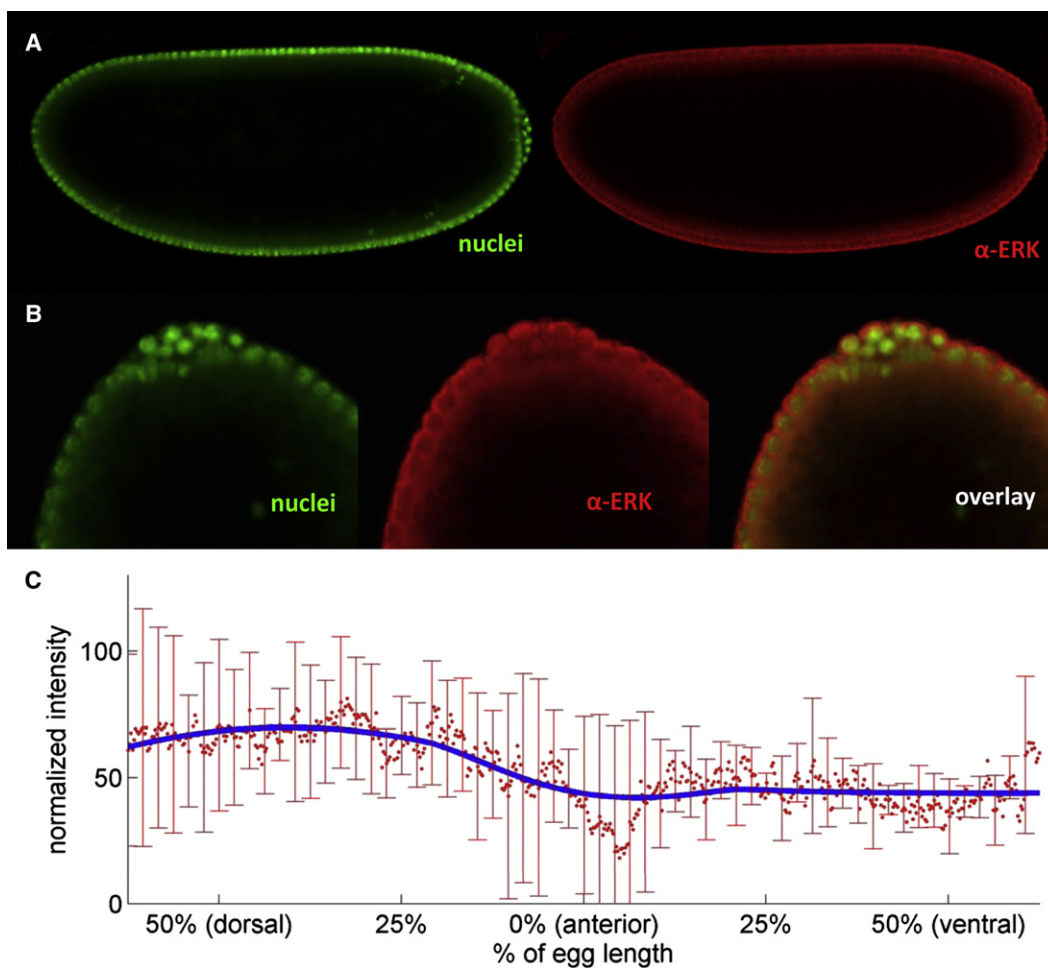 A
nuclei
α-ERK
B
nuclei
α-ERK
overlay
C
normalized intensity
100
50
0
50% (dorsal) 25% 0% (anterior) 25% 50% (ventral)
% of egg length